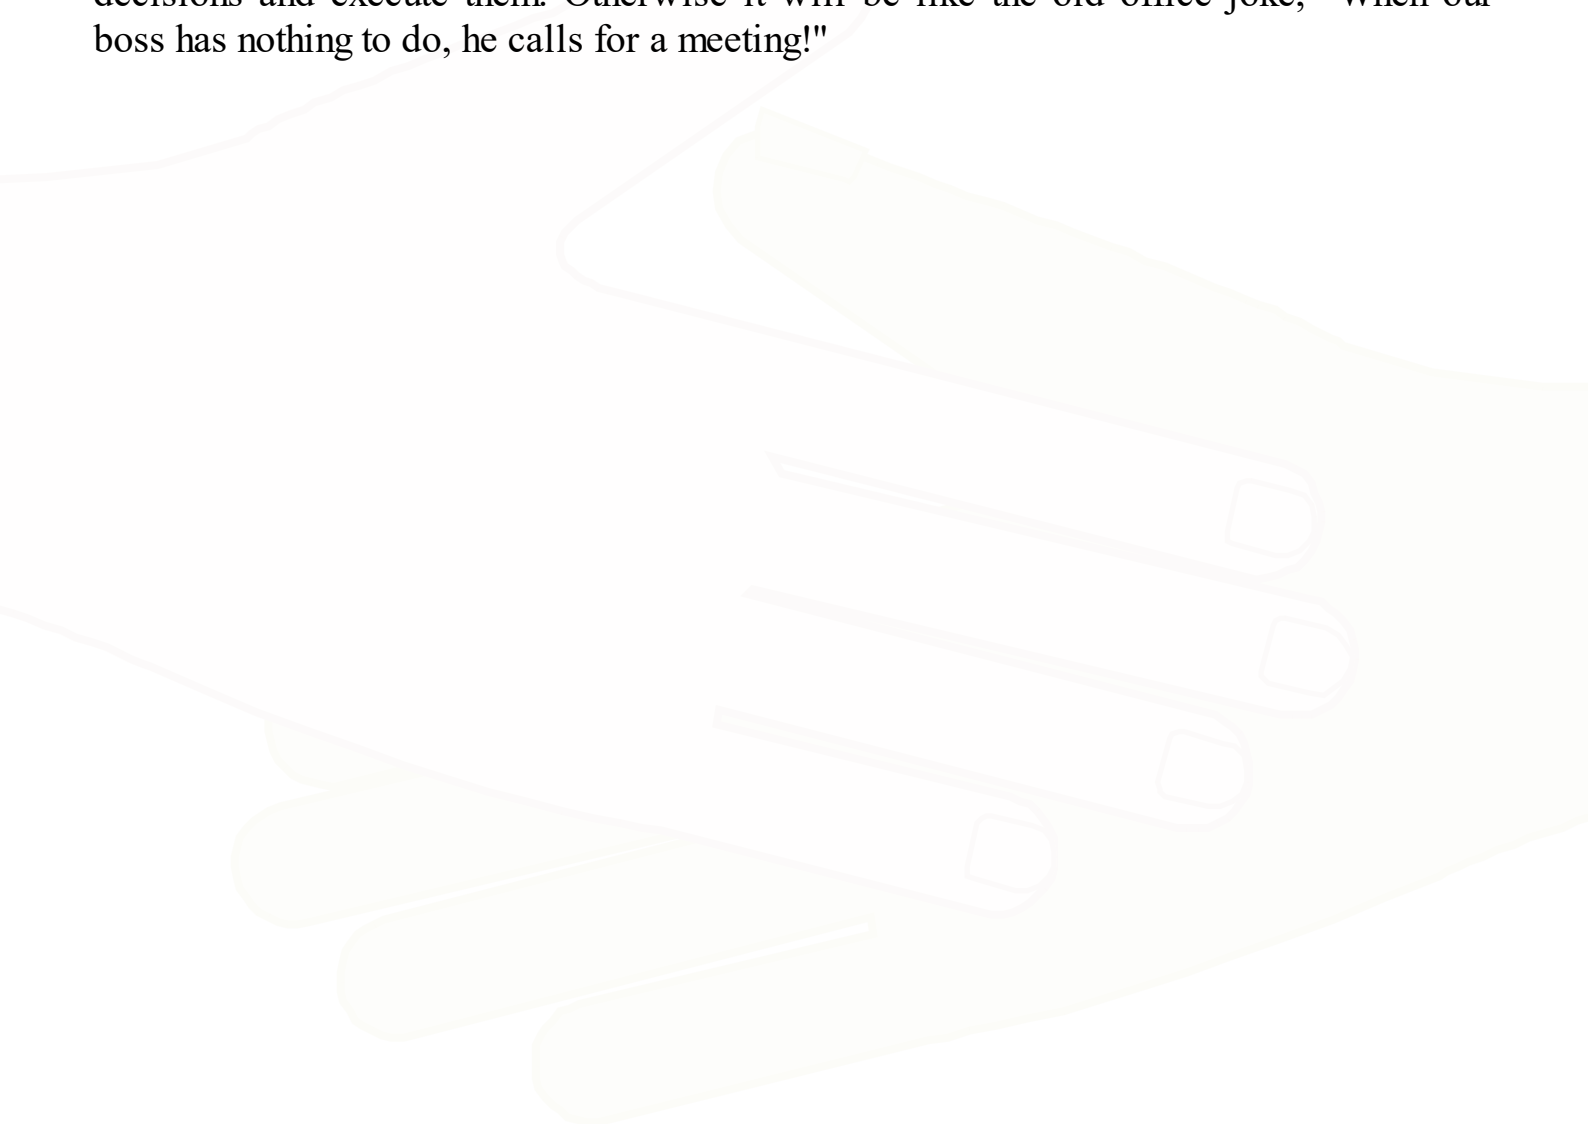 decisions and execute them. Otherwise it will be like the old office joke, "When our
boss has nothing to do, he calls for a meeting!"